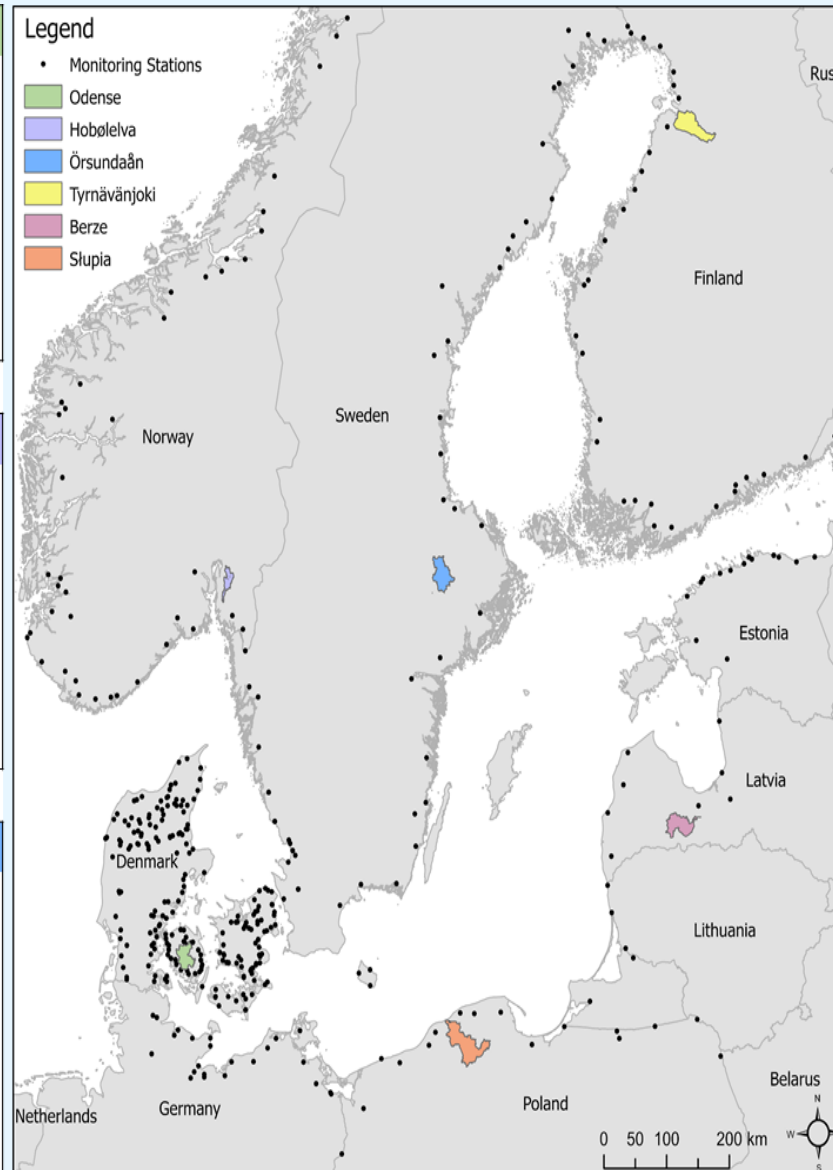 Legend
Monitoring Stations
Odense
Hobølelva
Örsundaån
Tyrnävänjoki
Berze
Słupia
Rus
Finland
Sweden
Norway
Estonia
Latvia
Denmark
Lithuania
Belarus
Netherlands
Germany
Poland
N
W
S
0 50 100 200 km